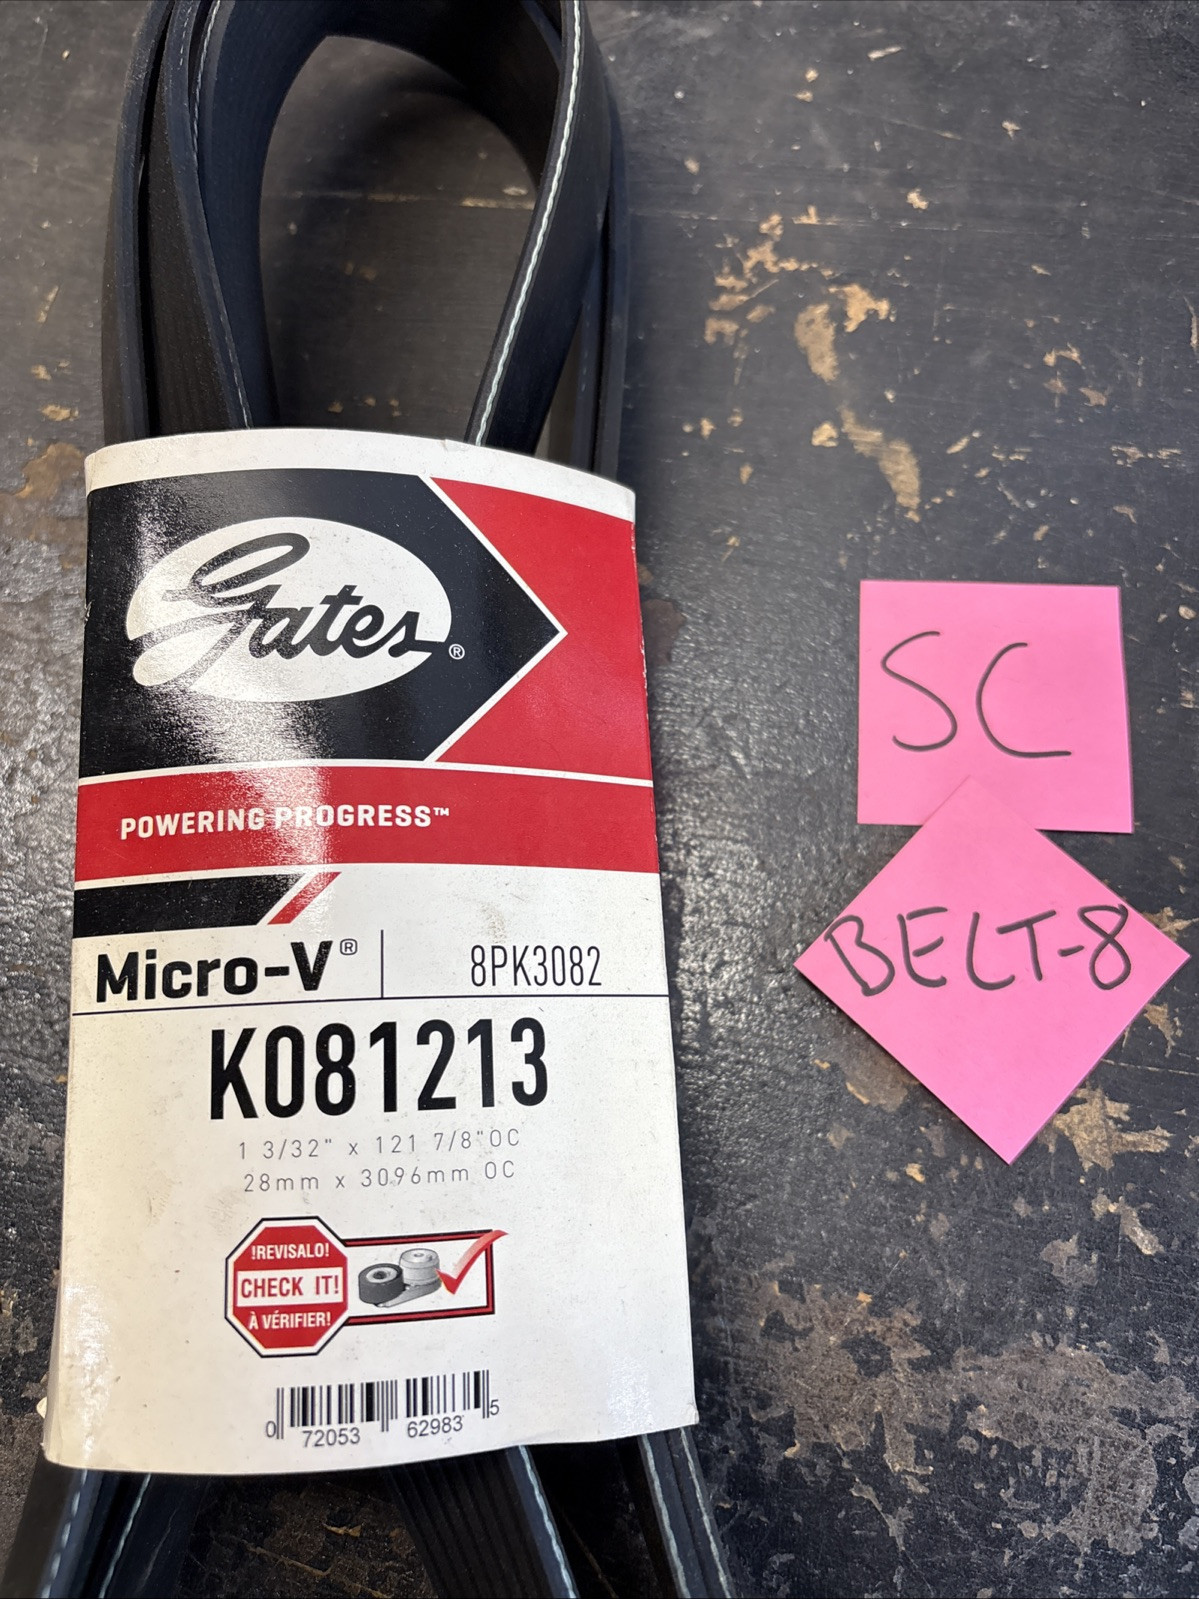 Gates®
POWERING PROGRESS™
Micro-V® 8PK3082
K081213
1 3/32" x 121 7/8"OC
28mm x 3096mm OC
!REVISALO!
CHECK IT!
À VÉRIFIER!
0 72053 62983 5
SC
BELT-8